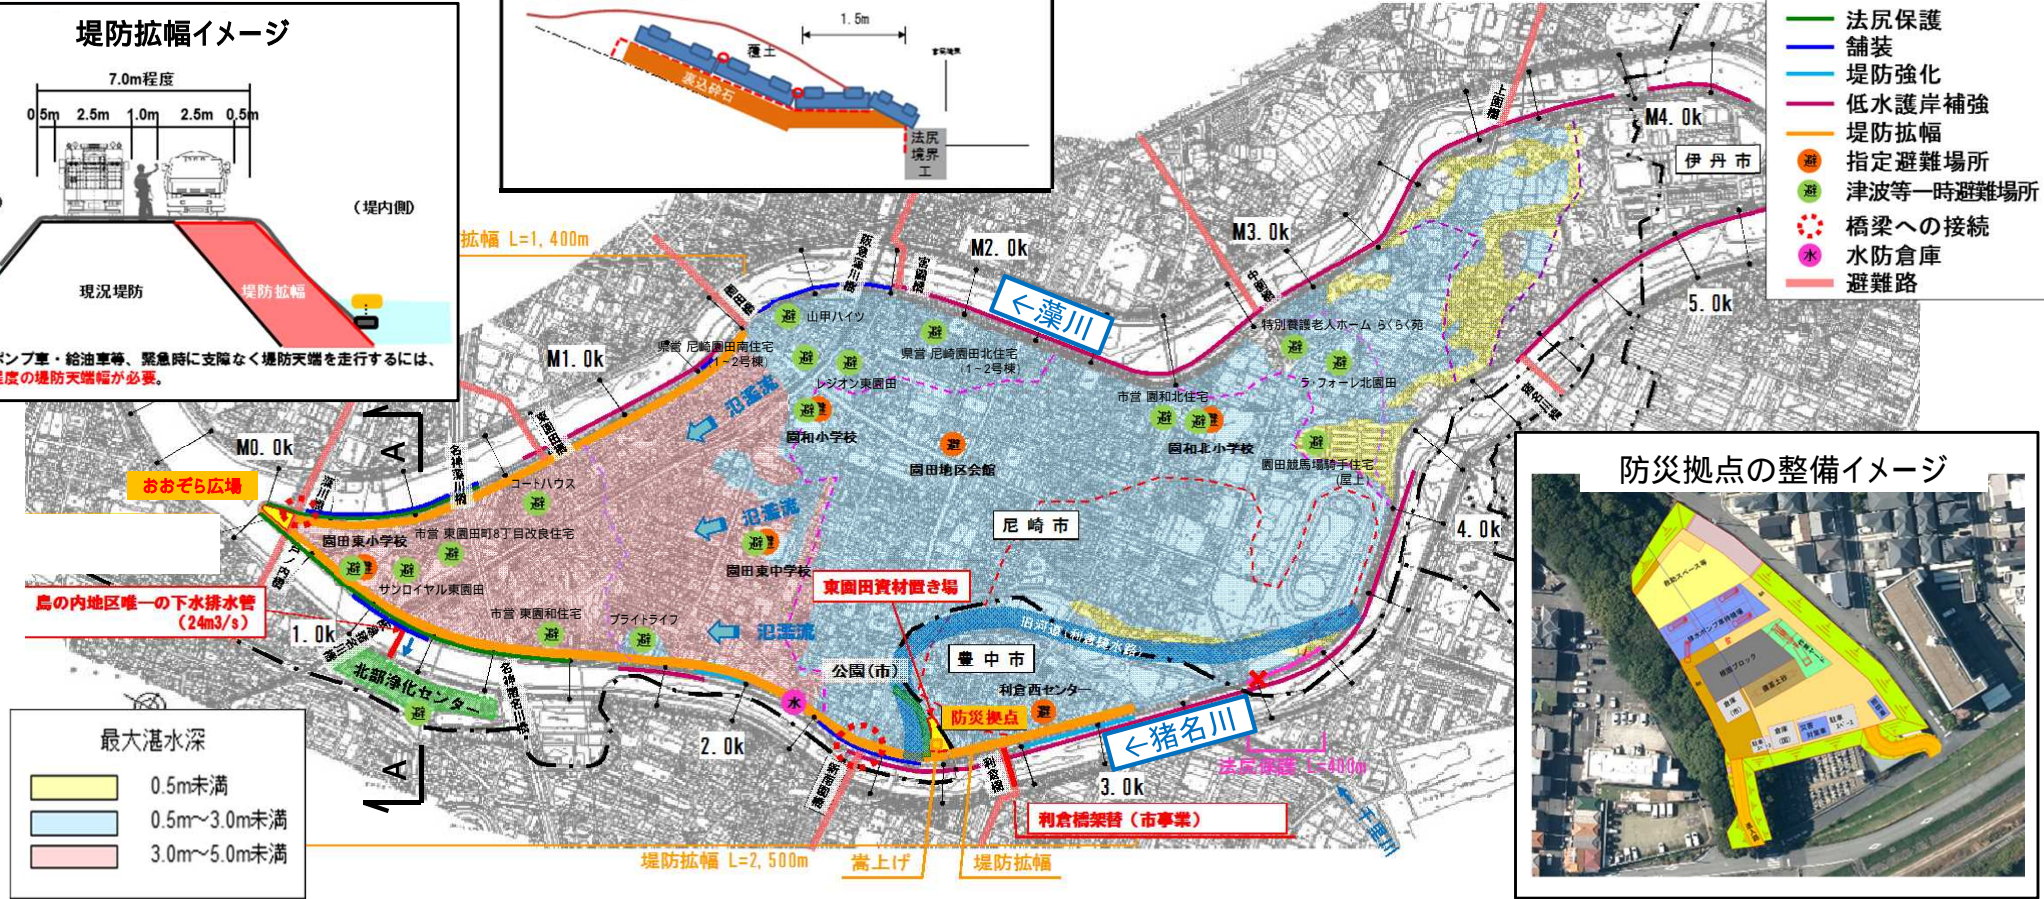 堤防拡幅イメージ
7.0m程度
0.5m 2.5m 1.0m 2.5m 0.5m
(堤内側)
現況堤防
堤防拡幅
ンプ車・給油車等、緊急時に支障なく堤防天端を走行するには、
程度の堤防天端幅が必要。
1.5m
覆土
裏込砕石
法尻
境界
工
法尻保護
舗装
堤防強化
低水護岸補強
堤防拡幅
避 指定避難場所
避 津波等一時避難場所
橋梁への接続
水 水防倉庫
避難路
拡幅 L=1,400m
M0.0k
M1.0k
M2.0k
M3.0k
M4.0k
5.0k
4.0k
3.0k
2.0k
1.0k
伊丹市
尼崎市
豊中市
←藻川
←猪名川
山甲ハイツ
県営 尼崎園田南住宅
(1~2号棟)
県営 尼崎園田北住宅
(1~2号棟)
レジオン東園田
園和小学校
園田地区会館
市営 園和北住宅
園和北小学校
特別養護老人ホーム らくらく苑
ラ・フォーレ北園田
園田競馬場騎手住宅
(屋上)
氾濫流
氾濫流
氾濫流
コートハウス
市営 東園田町8丁目改良住宅
園田東小学校
サンロイヤル東園田
市営 東園和住宅
ブライトライフ
園田東中学校
おおぞら広場
島の内地区唯一の下水排水管
(24m3/s)
北部浄化センター
東園田資材置き場
公園(市)
防災拠点
利倉西センター
利倉橋
利倉橋架替(市事業)
法尻保護 L=400m
千里川
堤防拡幅 L=2,500m
嵩上げ
堤防拡幅
A
A
最大湛水深
0.5m未満
0.5m~3.0m未満
3.0m~5.0m未満
防災拠点の整備イメージ